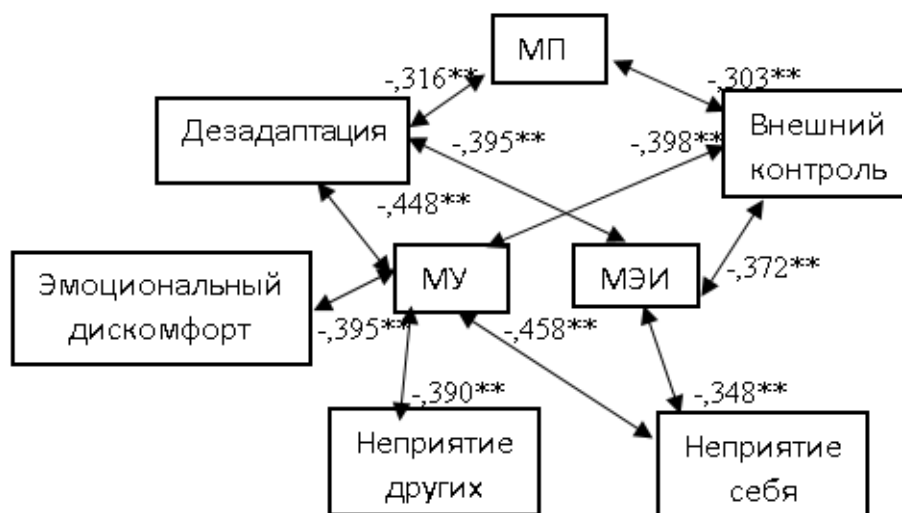 МП
-,316**
-,303**
Дезадаптация
Внешний
контроль
-,395**
-,398**
-,448**
Эмоциональный
дискомфорт
МУ
МЭИ
-,372**
-,395**
-,458**
-,390**
-,348**
Неприятие
других
Неприятие
себя